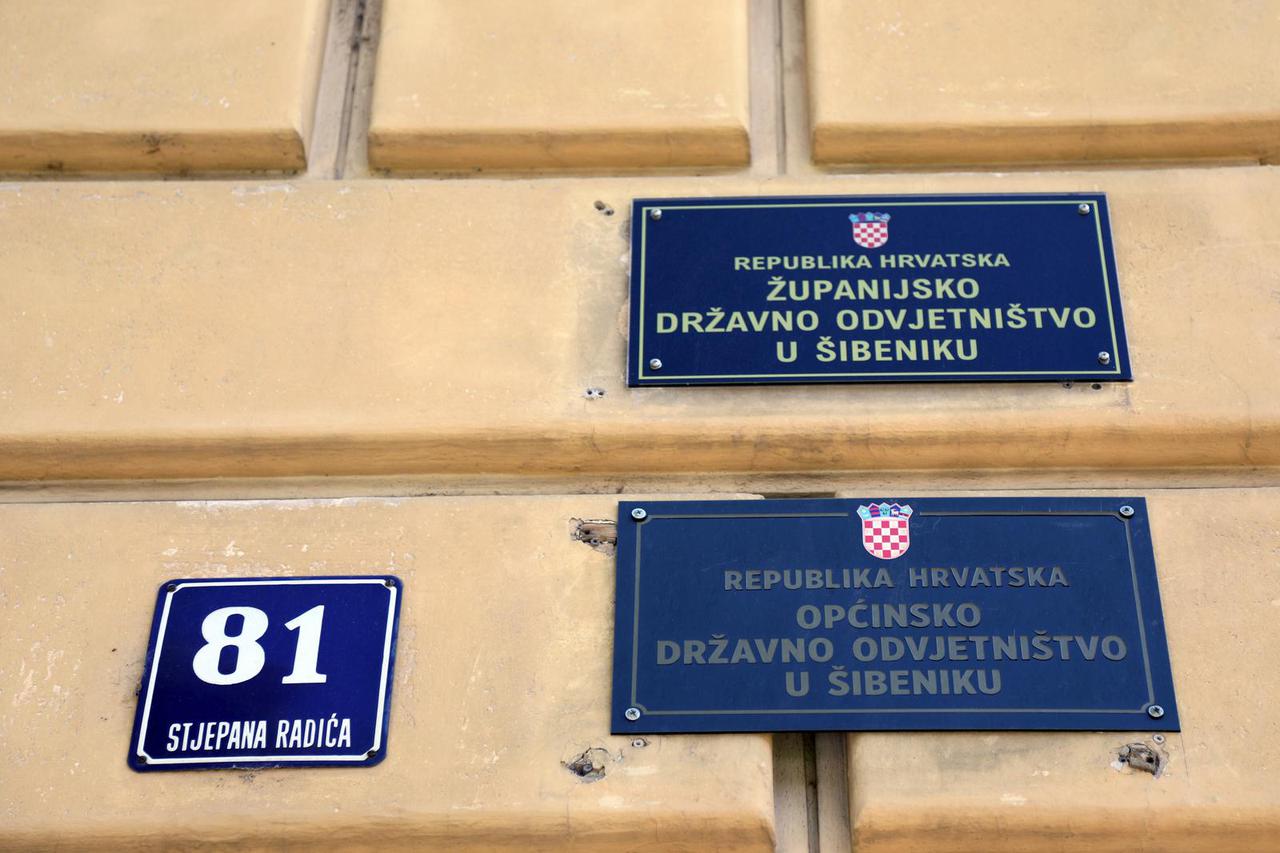 REPUBLIKA HRVATSKA
ŽUPANIJSKO
DRŽAVNO ODVJETNIŠTVO
U ŠIBENIKU
REPUBLIKA HRVATSKA
OPĆINSKO
DRŽAVNO ODVJETNIŠTVO
U ŠIBENIKU
81
STJEPANA RADIĆA